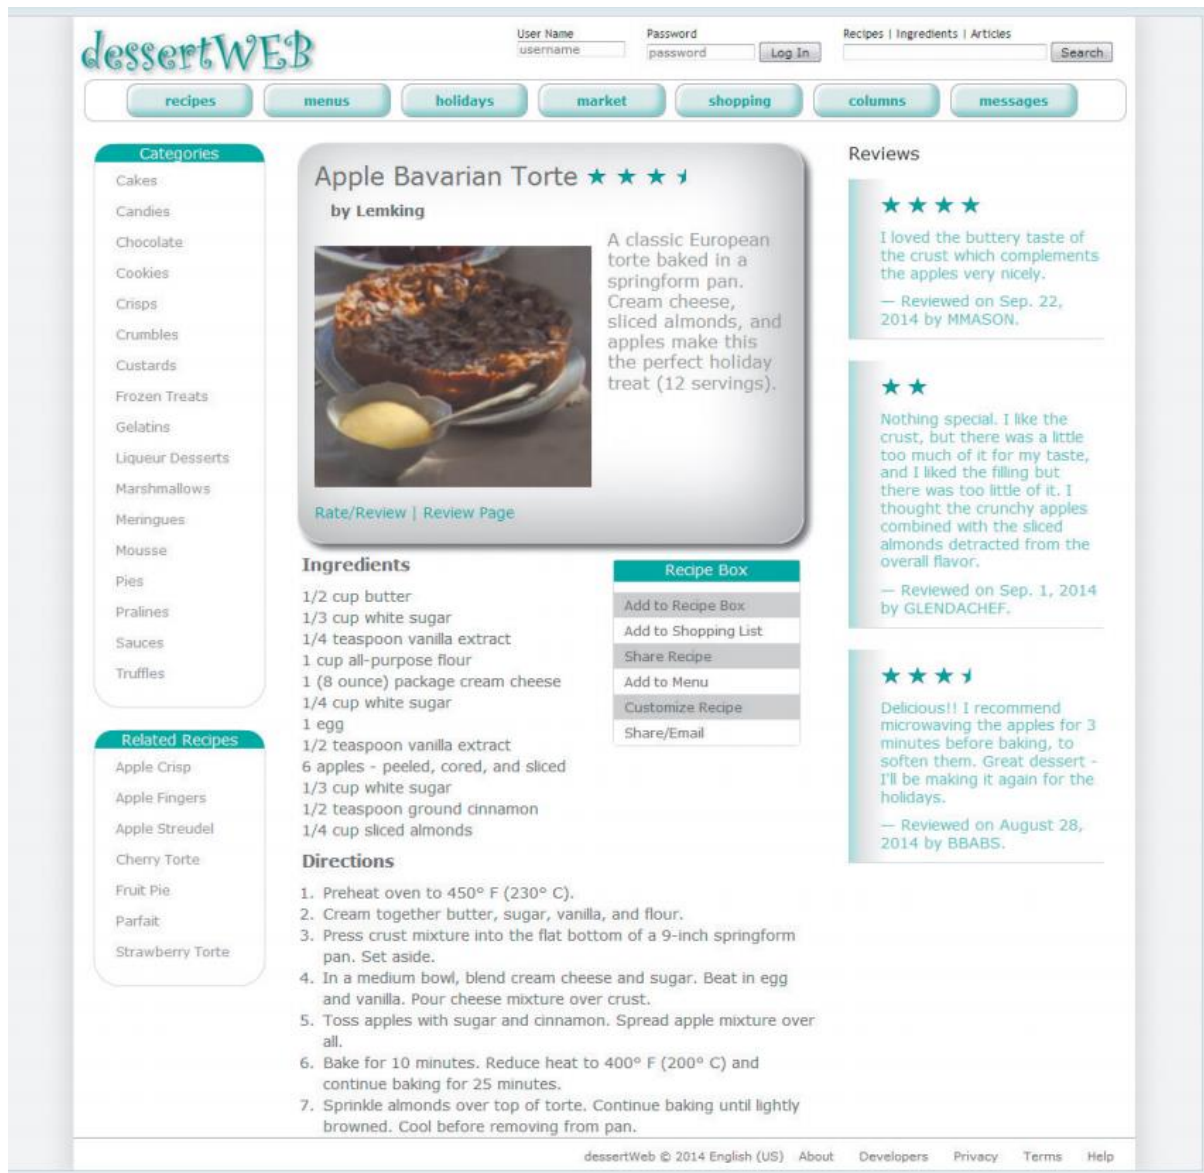 dessertWEB
User Name
username
Password
password
Log In
Recipes | Ingredients | Articles
Search
recipes
menus
holidays
market
shopping
columns
messages
Categories
Cakes
Candies
Chocolate
Cookies
Crisps
Crumbles
Custards
Frozen Treats
Gelatins
Liqueur Desserts
Marshmallows
Meringues
Mousse
Pies
Pralines
Sauces
Truffles
Related Recipes
Apple Crisp
Apple Fingers
Apple Streudel
Cherry Torte
Fruit Pie
Parfait
Strawberry Torte
Apple Bavarian Torte ★ ★ ★
by Lemking
A classic European
torte baked in a
springform pan.
Cream cheese,
sliced almonds, and
apples make this
the perfect holiday
treat (12 servings).
Rate/Review | Review Page
Ingredients
1/2 cup butter
1/3 cup white sugar
1/4 teaspoon vanilla extract
1 cup all-purpose flour
1 (8 ounce) package cream cheese
1/4 cup white sugar
1 egg
1/2 teaspoon vanilla extract
6 apples - peeled, cored, and sliced
1/3 cup white sugar
1/2 teaspoon ground cinnamon
1/4 cup sliced almonds
Recipe Box
Add to Recipe Box
Add to Shopping List
Share Recipe
Add to Menu
Customize Recipe
Share/Email
Directions
1. Preheat oven to 450° F (230° C).
2. Cream together butter, sugar, vanilla, and flour.
3. Press crust mixture into the flat bottom of a 9-inch springform
pan. Set aside.
4. In a medium bowl, blend cream cheese and sugar. Beat in egg
and vanilla. Pour cheese mixture over crust.
5. Toss apples with sugar and cinnamon. Spread apple mixture over
all.
6. Bake for 10 minutes. Reduce heat to 400° F (200° C) and
continue baking for 25 minutes.
7. Sprinkle almonds over top of torte. Continue baking until lightly
browned. Cool before removing from pan.
Reviews
★ ★ ★ ★
I loved the buttery taste of
the crust which complements
the apples very nicely.
— Reviewed on Sep. 22,
2014 by MMASON.
★ ★
Nothing special. I like the
crust, but there was a little
too much of it for my taste,
and I liked the filling but
there was too little of it. I
thought the crunchy apples
combined with the sliced
almonds detracted from the
overall flavor.
— Reviewed on Sep. 1, 2014
by GLENDACHEF.
★ ★ ★
Delicious!! I recommend
microwaving the apples for 3
minutes before baking, to
soften them. Great dessert -
I'll be making it again for the
holidays.
— Reviewed on August 28,
2014 by BBABS.
dessertWeb © 2014 English (US) About Developers Privacy Terms Help